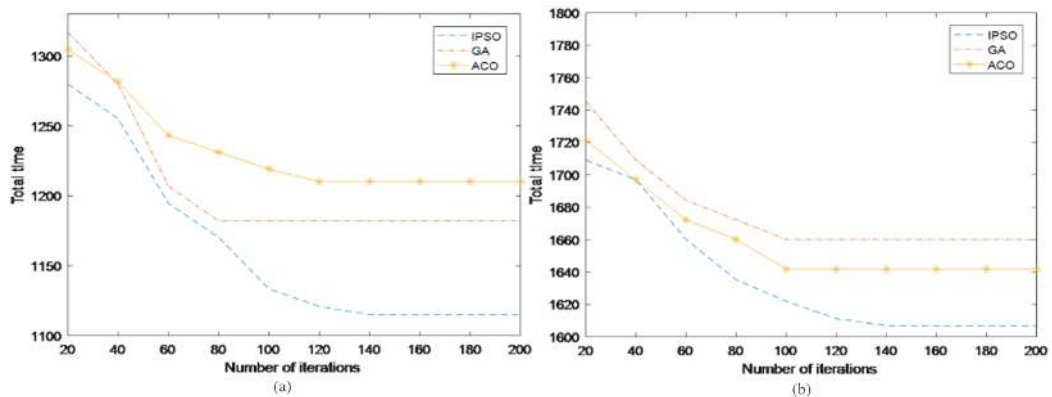 1300
1250
1200
1150
1100
Total time
20 40 60 80 100 120 140 160 180 200
Number of iterations
IPSO
GA
ACO
(a)
1800
1780
1760
1740
1720
1700
1680
1660
1640
1620
1600
Total time
20 40 60 80 100 120 140 160 180 200
Number of iterations
IPSO
GA
ACO
(b)